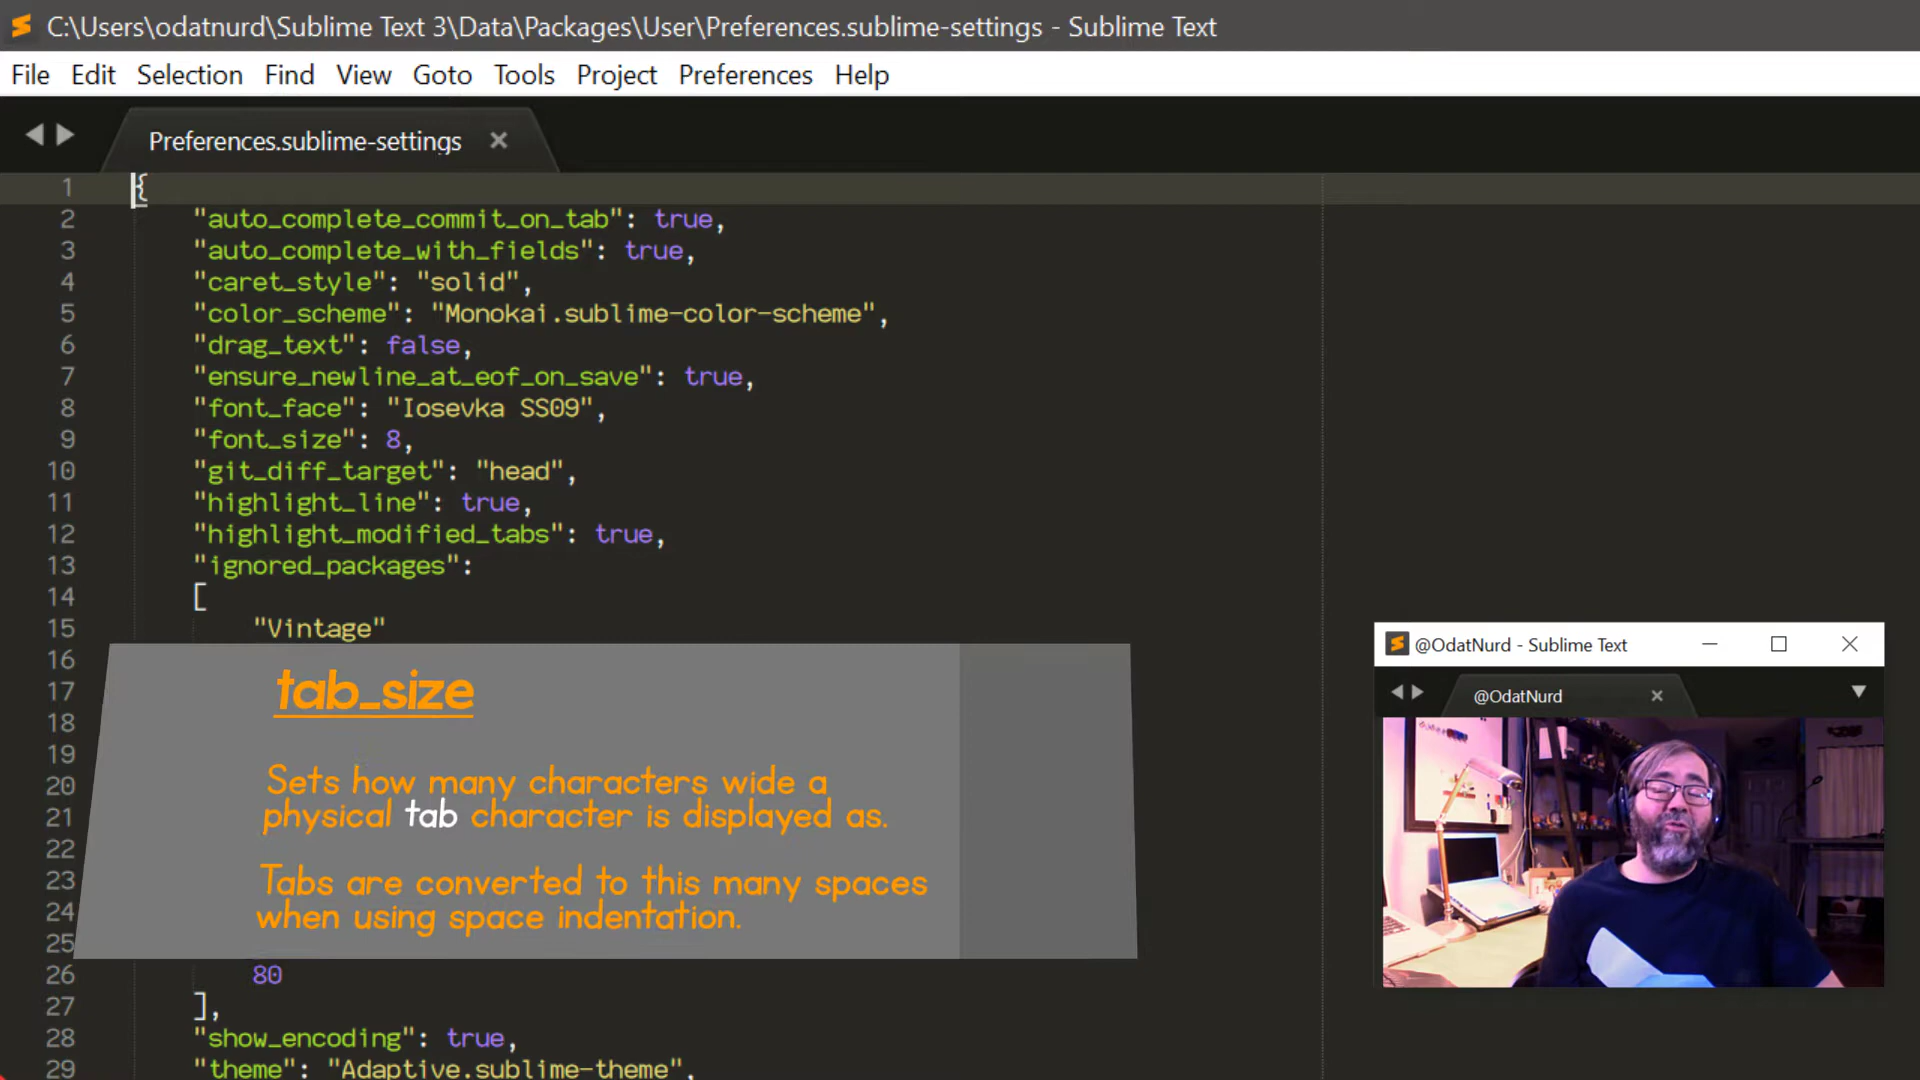 C:\Users\odatnurd\Sublime Text 3\Data\Packages\User\Preferences.sublime-settings - Sublime Text
File Edit Selection Find View Goto Tools Project Preferences Help
Preferences.sublime-settings
1 {
2 "auto_complete_commit_on_tab": true,
3 "auto_complete_with_fields": true,
4 "caret_style": "solid",
5 "color_scheme": "Monokai.sublime-color-scheme",
6 "drag_text": false,
7 "ensure_newline_at_eof_on_save": true,
8 "font_face": "Iosevka SS09",
9 "font_size": 8,
10 "git_diff_target": "head",
11 "highlight_line": true,
12 "highlight_modified_tabs": true,
13 "ignored_packages":
14 [
15 "Vintage"
16
17
18
19
20
21
22
23
24
25
26 80
27 ],
28 "show_encoding": true,
29 "theme": "Adaptive.sublime-theme",
tab_size
Sets how many characters wide a
physical tab character is displayed as.
Tabs are converted to this many spaces
when using space indentation.
@OdatNurd - Sublime Text
@OdatNurd